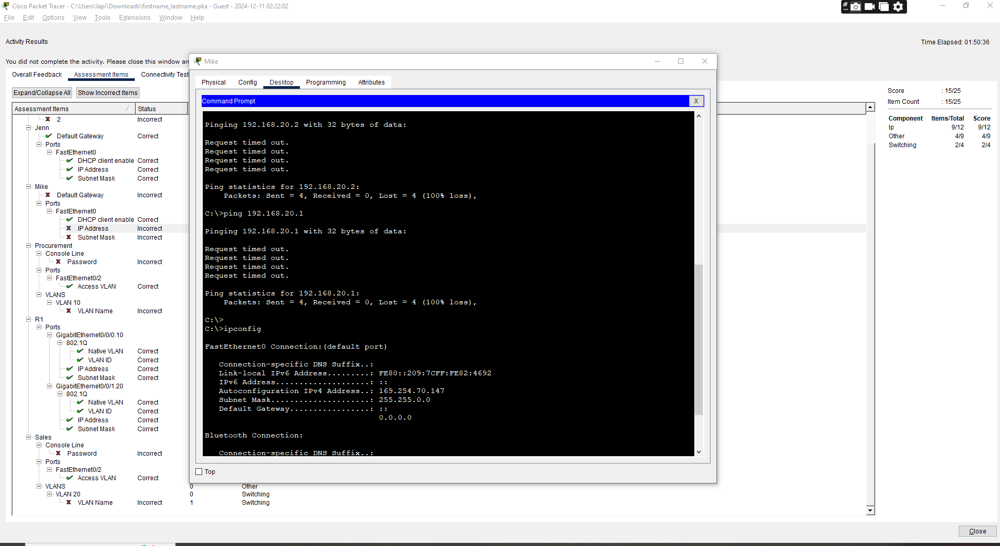 Cisco Packet Tracer - C:\Users\lapi\Downloads\firstname_lastname.pka - Guest - 2024-12-11 02:22:02
File Edit Options View Tools Extensions Window Help
Activity Results
Time Elapsed: 01:50:36
You did not complete the activity. Please close this window an
Overall Feedback Assessment Items Connectivity Test
Expand/Collapse All Show Incorrect Items
Assessment Items Status
2 Incorrect
Jenn
Default Gateway Correct
Ports
FastEthernet0
DHCP client enable Correct
IP Address Correct
Subnet Mask Correct
Mike
Default Gateway Incorrect
Ports
FastEthernet0
DHCP client enable Correct
IP Address Incorrect
Subnet Mask Incorrect
Procurement
Console Line
Password Incorrect
Ports
FastEthernet0/2
Access VLAN Correct
VLANS
VLAN 10
VLAN Name Incorrect
R1
Ports
GigabitEthernet0/0/0.10
802.1Q
Native VLAN Correct
VLAN ID Correct
IP Address Correct
Subnet Mask Correct
GigabitEthernet0/0/1.20
802.1Q
Native VLAN Correct
VLAN ID Correct
IP Address Correct
Subnet Mask Correct
Sales
Console Line
Password Incorrect
Ports
FastEthernet0/2
Access VLAN Correct
VLANS 0 Other
VLAN 20 0 Switching
VLAN Name Incorrect 1 Switching
Mike
Physical Config Desktop Programming Attributes
Command Prompt X
Pinging 192.168.20.2 with 32 bytes of data:
Request timed out.
Request timed out.
Request timed out.
Request timed out.
Ping statistics for 192.168.20.2:
Packets: Sent = 4, Received = 0, Lost = 4 (100% loss),
C:\>ping 192.168.20.1
Pinging 192.168.20.1 with 32 bytes of data:
Request timed out.
Request timed out.
Request timed out.
Request timed out.
Ping statistics for 192.168.20.1:
Packets: Sent = 4, Received = 0, Lost = 4 (100% loss),
C:\>
C:\>ipconfig
FastEthernet0 Connection:(default port)
Connection-specific DNS Suffix..:
Link-local IPv6 Address.........: FE80::209:7CFF:FE82:4692
IPv6 Address....................: ::
Autoconfiguration IPv4 Address..: 169.254.70.147
Subnet Mask.....................: 255.255.0.0
Default Gateway.................: ::
0.0.0.0
Bluetooth Connection:
Connection-specific DNS Suffix..:
Top
Score : 15/25
Item Count : 15/25
Component Items/Total Score
Ip 9/12 9/12
Other 4/9 4/9
Switching 2/4 2/4
Close